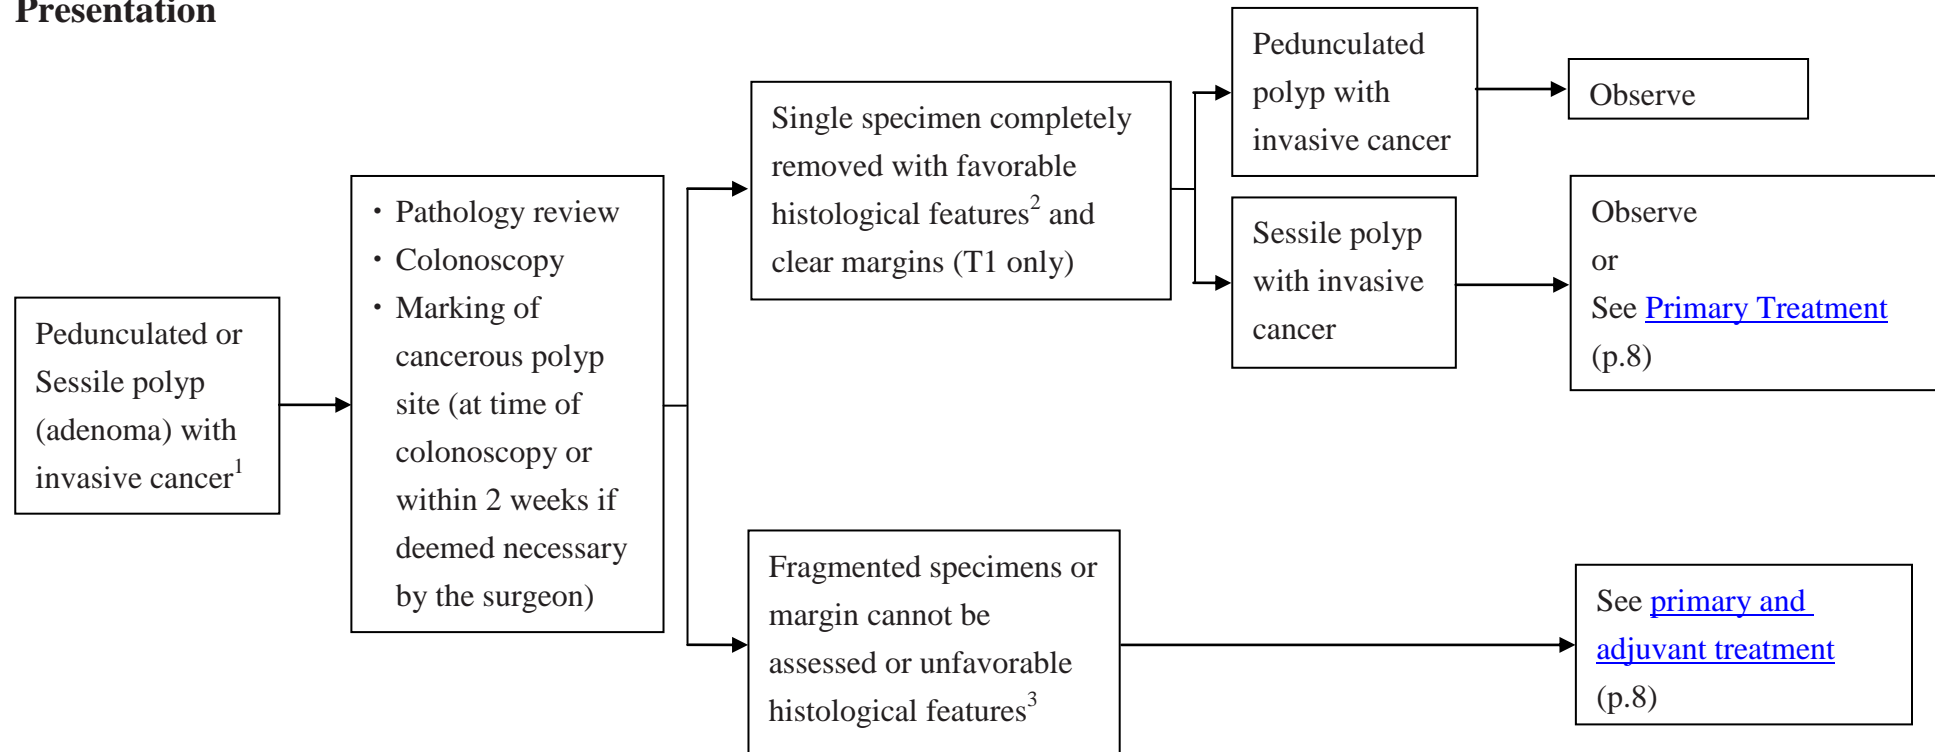 Presentation
Pedunculated or
Sessile polyp
(adenoma) with
invasive cancer1
・Pathology review
・Colonoscopy
・Marking of
cancerous polyp
site (at time of
colonoscopy or
within 2 weeks if
deemed necessary
by the surgeon)
Single specimen completely
removed with favorable
histological features2 and
clear margins (T1 only)
Pedunculated
polyp with
invasive cancer
Observe
Sessile polyp
with invasive
cancer
Observe
or
See Primary Treatment
(p.8)
Fragmented specimens or
margin cannot be
assessed or unfavorable
histological features3
See primary and
adjuvant treatment
(p.8)